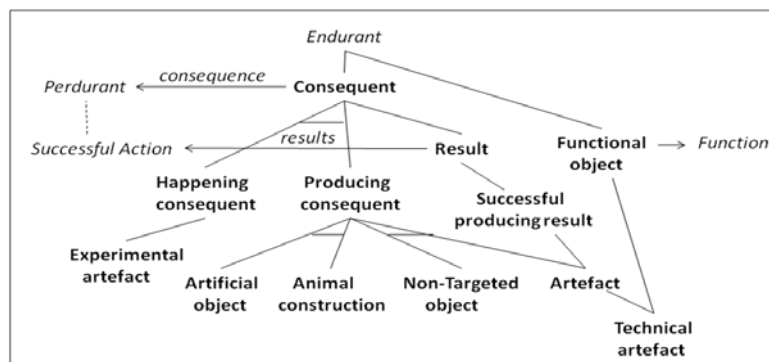 Endurant
consequence
Perdurant
Consequent
Successful Action
results
Result
Functional
object
Function
Happening
consequent
Producing
consequent
Successful
producing result
Experimental
artefact
Artificial
object
Animal
construction
Non-Targeted
object
Artefact
Technical
artefact